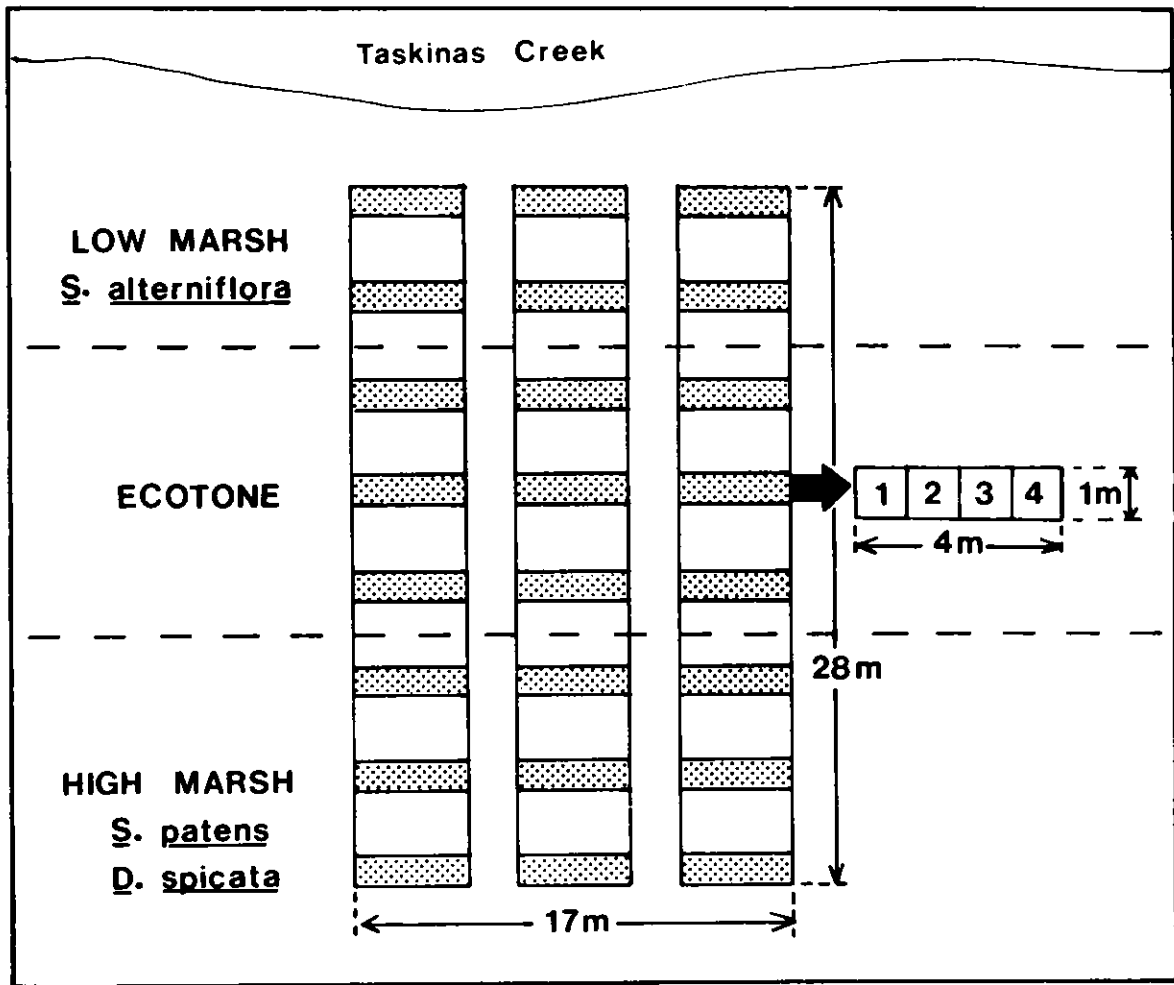 Taskinas Creek
LOW MARSH
S. alterniflora
ECOTONE
1 2 3 4
1m
4m
28m
HIGH MARSH
S. patens
D. spicata
17m